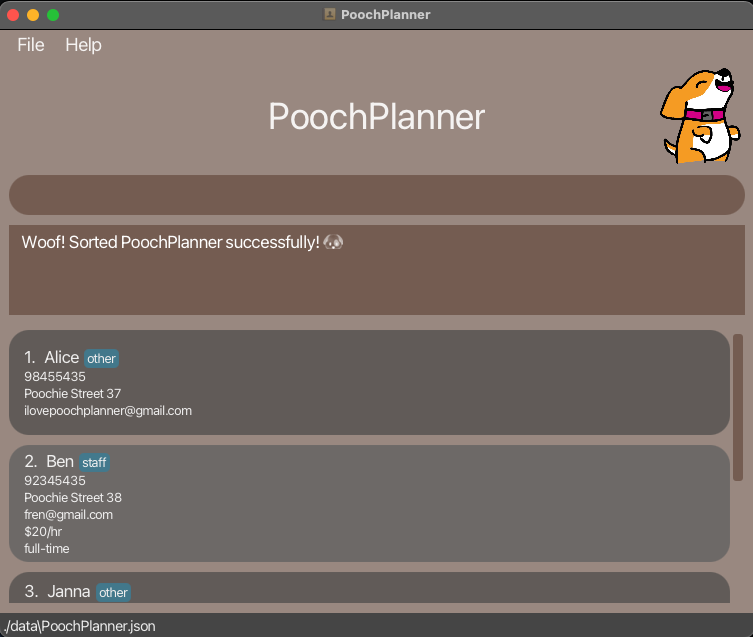 PoochPlanner
File Help
PoochPlanner
Woof! Sorted PoochPlanner successfully! 🐶
1. Alice other
98455435
Poochie Street 37
ilovepoochplanner@gmail.com
2. Ben staff
92345435
Poochie Street 38
fren@gmail.com
$20/hr
full-time
3. Janna other
./data\PoochPlanner.json